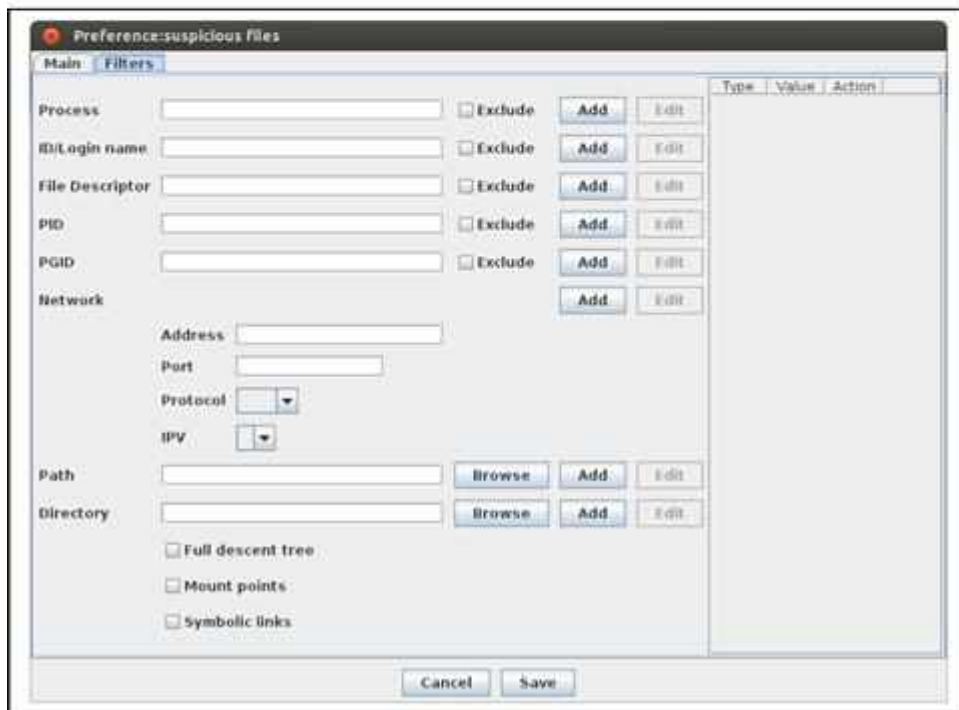 Preference:suspicious files
Main Filters
Type Value Action
Process Exclude Add Edit
ID/Login name Exclude Add Edit
File Descriptor Exclude Add Edit
PID Exclude Add Edit
PGID Exclude Add Edit
Network Add Edit
Address
Port
Protocol
IPV
Path Browse Add Edit
Directory Browse Add Edit
Full descent tree
Mount points
Symbolic links
Cancel Save